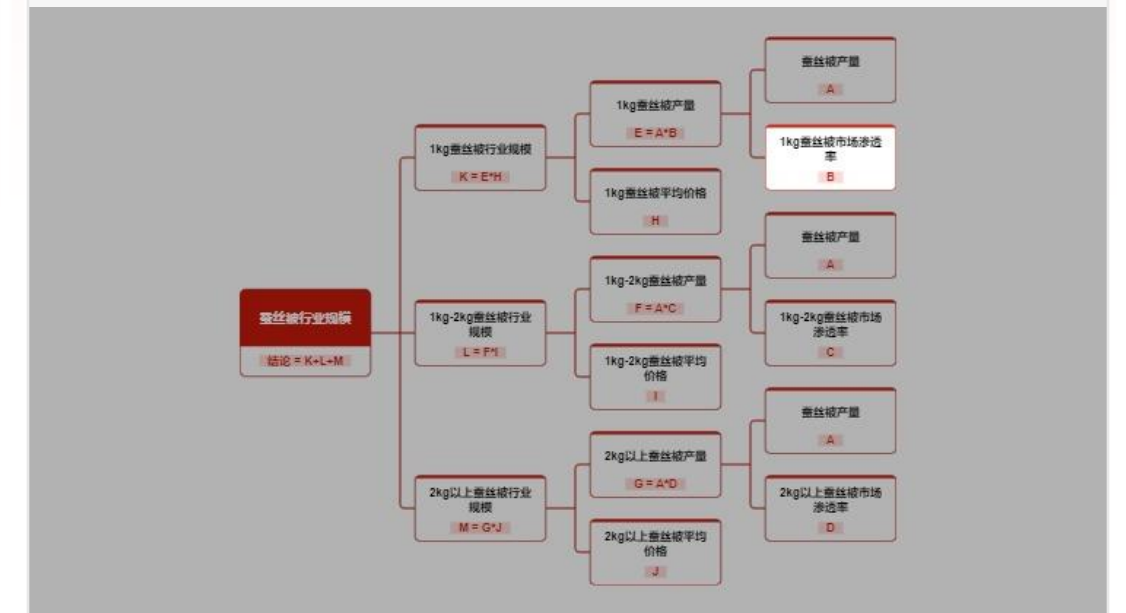 蚕丝被产量
A
1kg蚕丝被产量
E = A*B
1kg蚕丝被行业规模
K = E*H
1kg蚕丝被市场渗透
率
B
1kg蚕丝被平均价格
H
蚕丝被产量
A
1kg-2kg蚕丝被产量
F = A*C
蚕丝被行业规模
结论 = K+L+M
1kg-2kg蚕丝被行业
规模
L = F*I
1kg-2kg蚕丝被市场
渗透率
C
1kg-2kg蚕丝被平均
价格
I
蚕丝被产量
A
2kg以上蚕丝被产量
G = A*D
2kg以上蚕丝被行业
规模
M = G*J
2kg以上蚕丝被市场
渗透率
D
2kg以上蚕丝被平均
价格
J